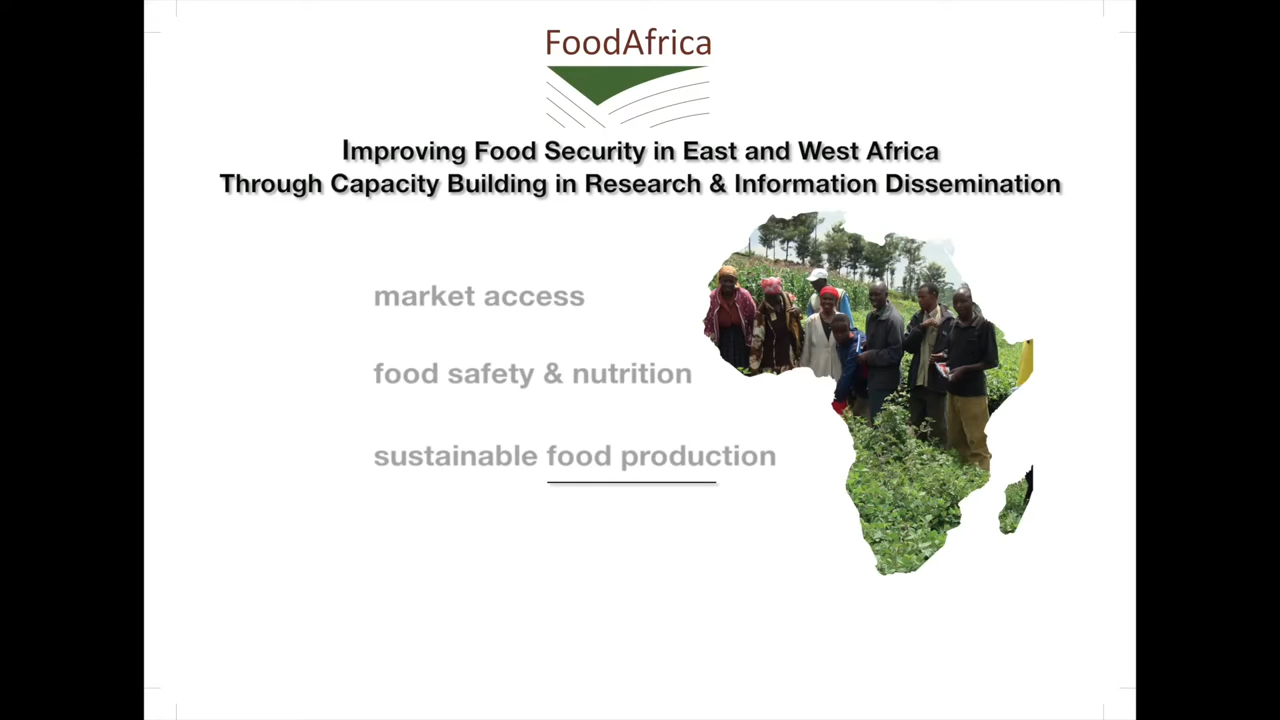 FoodAfrica
Improving Food Security in East and West Africa
Through Capacity Building in Research & Information Dissemination
market access
food safety & nutrition
sustainable food production